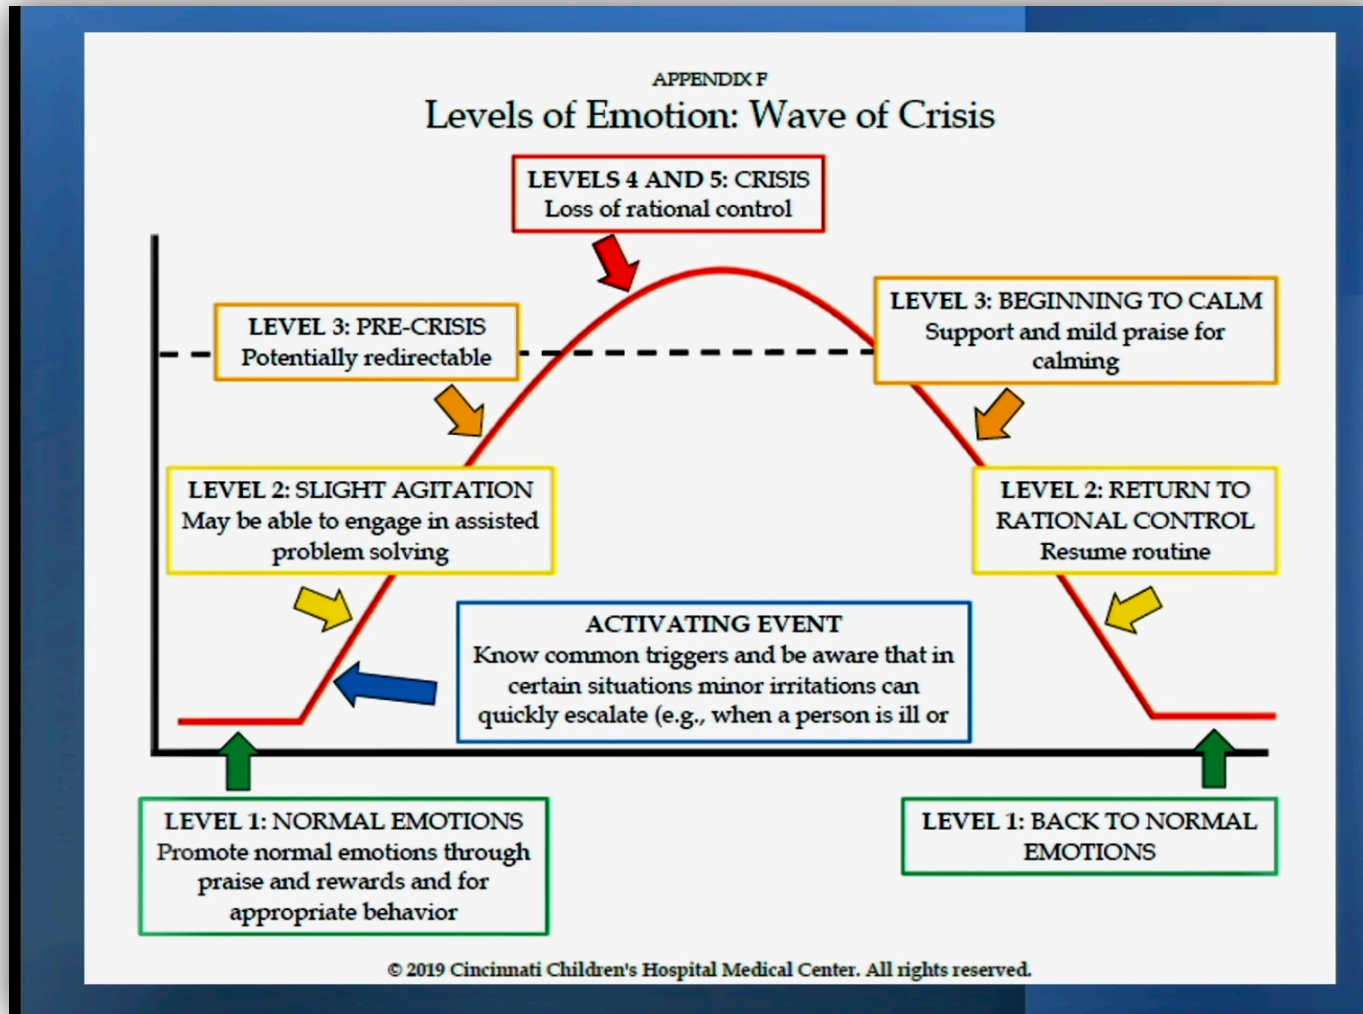 APPENDIX F
Levels of Emotion: Wave of Crisis
LEVELS 4 AND 5: CRISIS
Loss of rational control
LEVEL 3: PRE-CRISIS
Potentially redirectable
LEVEL 3: BEGINNING TO CALM
Support and mild praise for
calming
LEVEL 2: SLIGHT AGITATION
May be able to engage in assisted
problem solving
LEVEL 2: RETURN TO
RATIONAL CONTROL
Resume routine
ACTIVATING EVENT
Know common triggers and be aware that in
certain situations minor irritations can
quickly escalate (e.g., when a person is ill or
LEVEL 1: NORMAL EMOTIONS
Promote normal emotions through
praise and rewards and for
appropriate behavior
LEVEL 1: BACK TO NORMAL
EMOTIONS
© 2019 Cincinnati Children's Hospital Medical Center. All rights reserved.